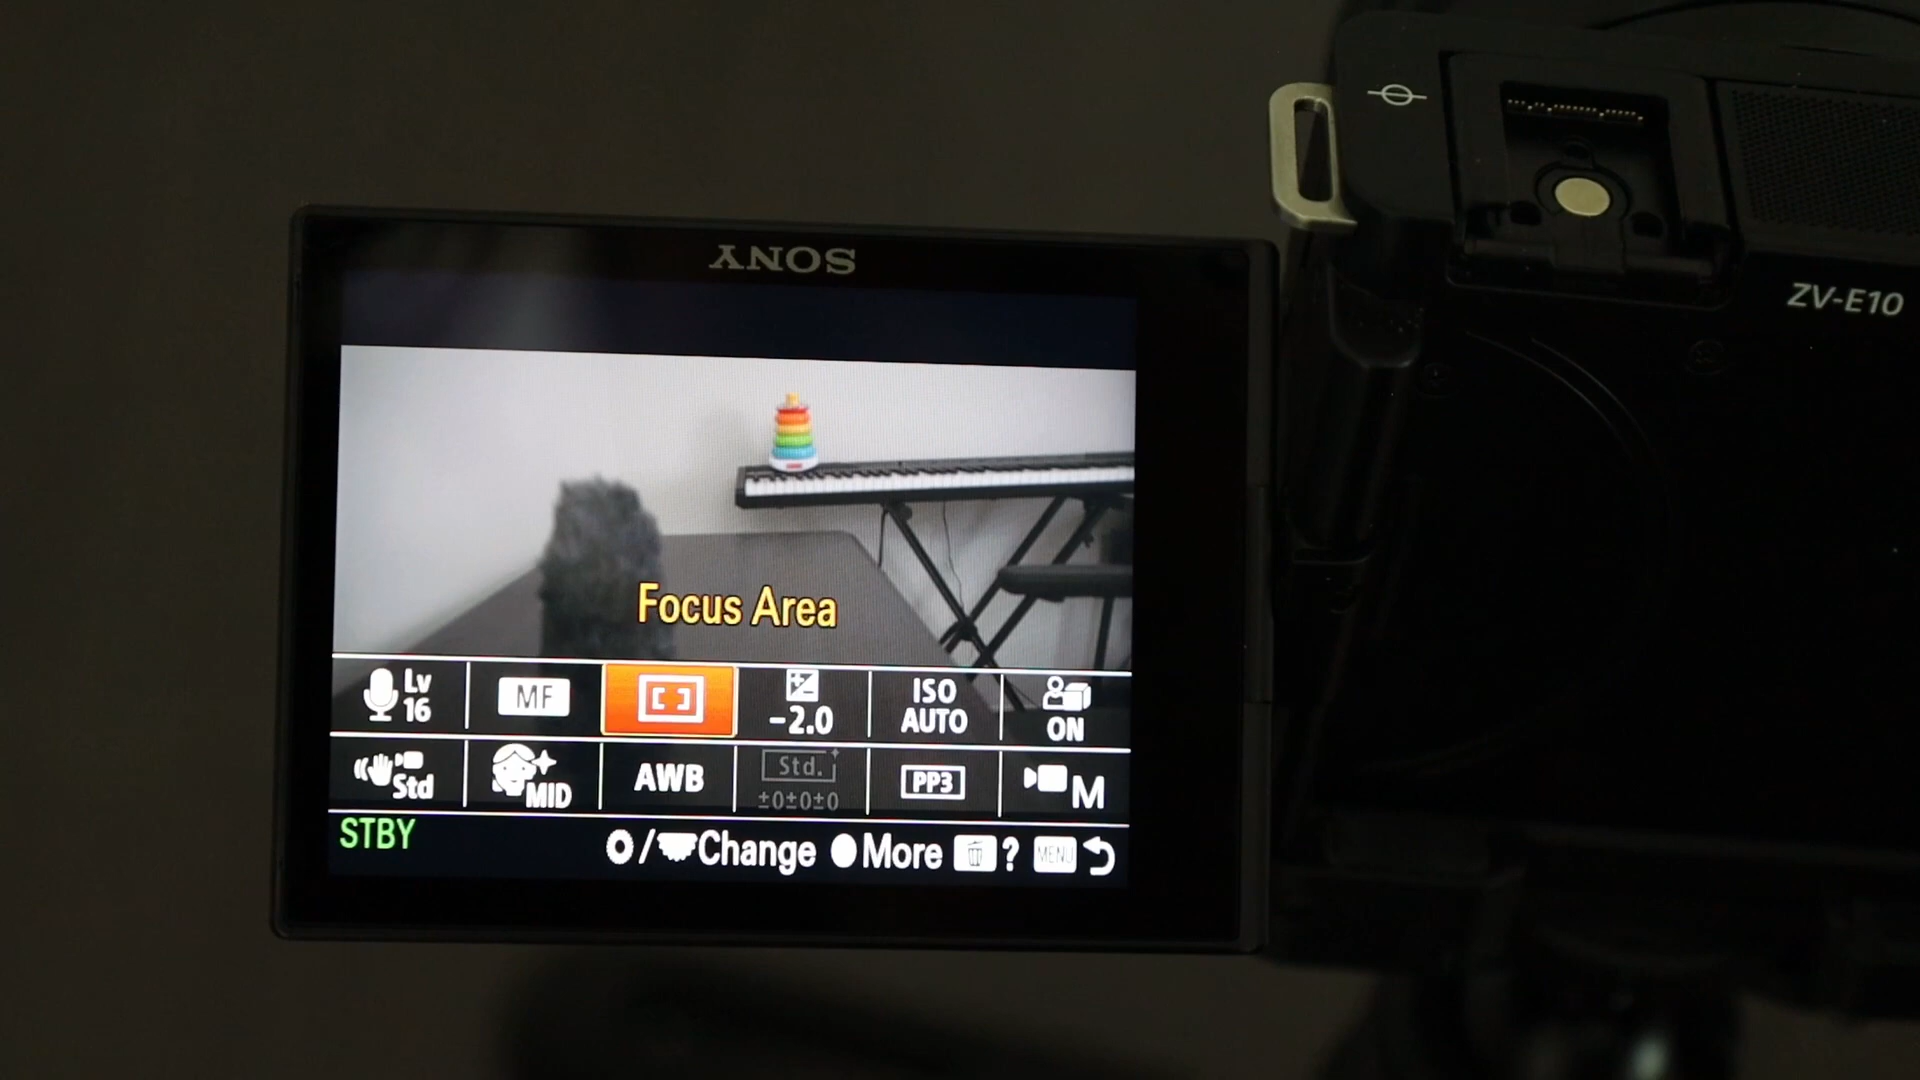 SONY
ZV-E10
Focus Area
Lv 16
MF
-2.0
ISO AUTO
ON
Std
MID
AWB
Std.
±0±0±0
PP3
M
STBY
/ Change More ? MENU